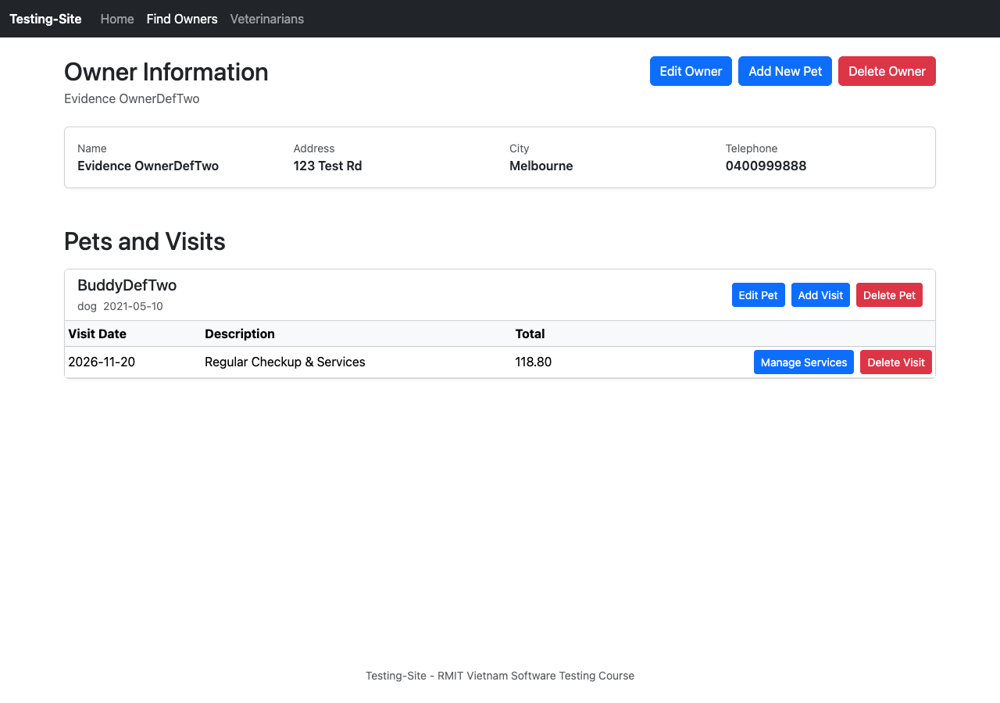 Testing-Site Home Find Owners Veterinarians
Owner Information
Edit Owner Add New Pet Delete Owner
Evidence OwnerDefTwo
Name Address City Telephone
Evidence OwnerDefTwo 123 Test Rd Melbourne 0400999888
Pets and Visits
BuddyDefTwo
dog 2021-05-10
Edit Pet Add Visit Delete Pet
Visit Date Description Total
2026-11-20 Regular Checkup & Services 118.80 Manage Services Delete Visit
Testing-Site - RMIT Vietnam Software Testing Course